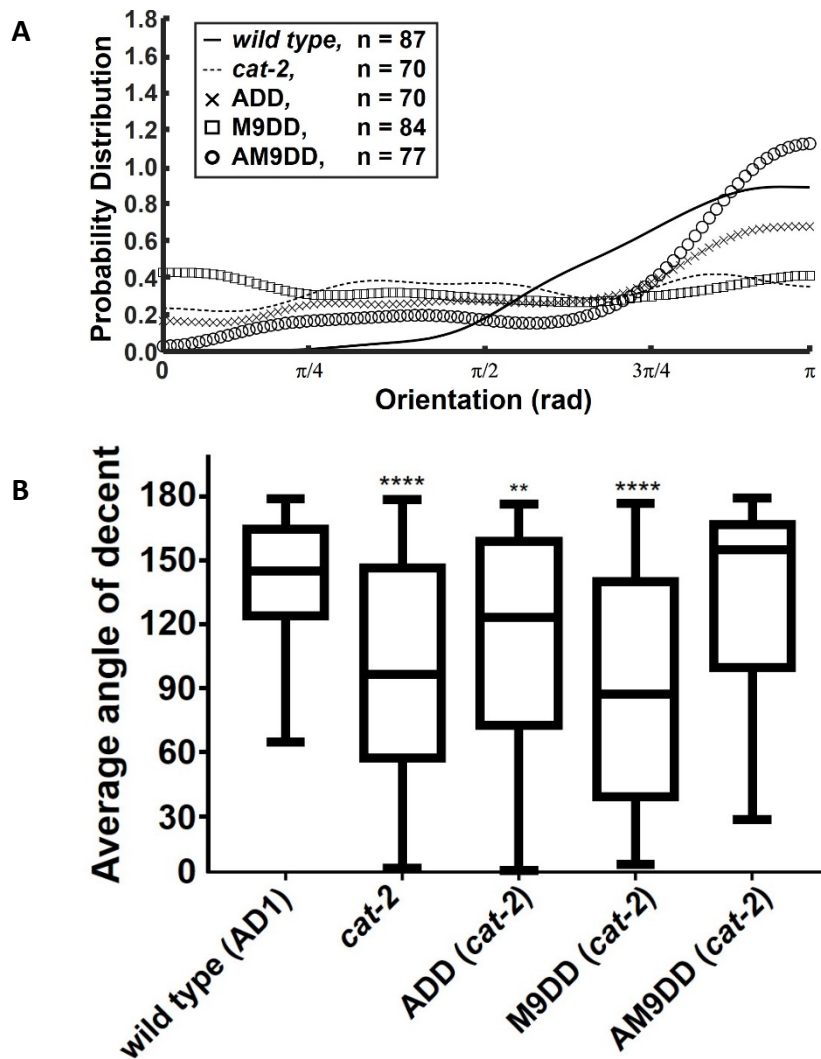 A
Probability Distribution
1.8
1.6
1.4
1.2
1.0
0.8
0.6
0.4
0.2
0.0
wild type, n = 87
cat-2, n = 70
ADD, n = 70
M9DD, n = 84
AM9DD, n = 77
0 π/4 π/2 3π/4 π
Orientation (rad)
B
Average angle of decent
180
150
120
90
60
30
0
**** ** ****
wild type (AD1)
cat-2
ADD (cat-2)
M9DD (cat-2)
AM9DD (cat-2)